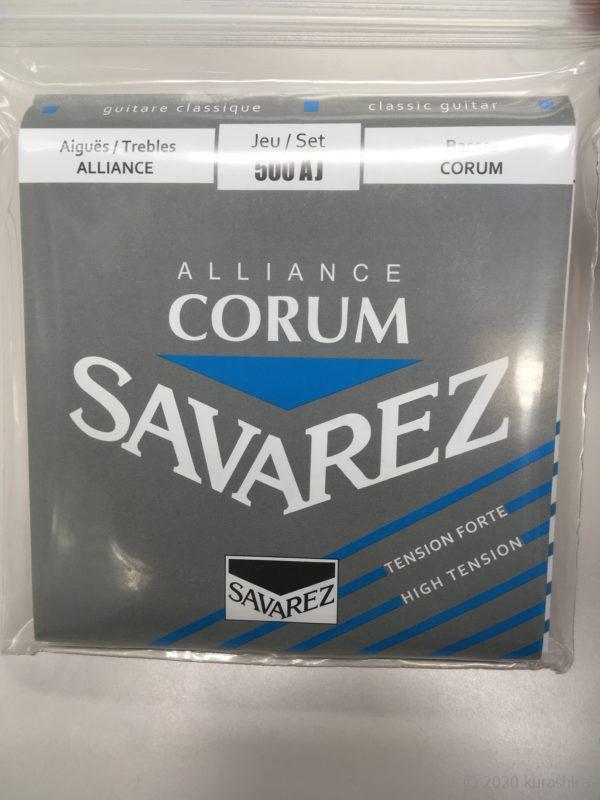 guitare classique classic guitar
Aiguës / Trebles
ALLIANCE
Jeu / Set
500 AJ
Basses
CORUM
ALLIANCE
CORUM
SAVAREZ
TENSION FORTE
HIGH TENSION
SAVAREZ
© 2020 kurashira